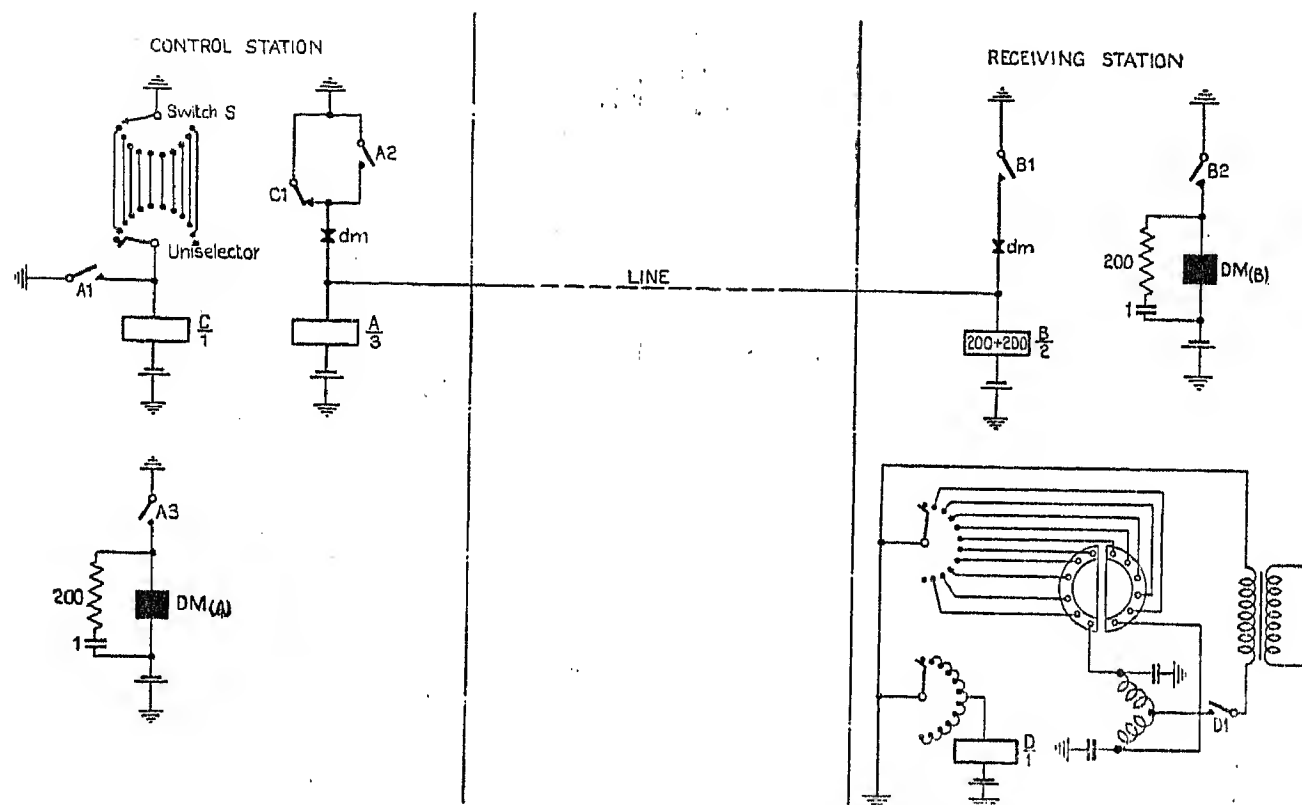 CONTROL STATION
RECEIVING STATION
Switch S
A2
C1
B1
B2
dm
dm
Uniselector
A1
LINE
200
1
DM(B)
C
1
A
3
200+200
B
2
A3
200
1
DM(A)
D1
D
1